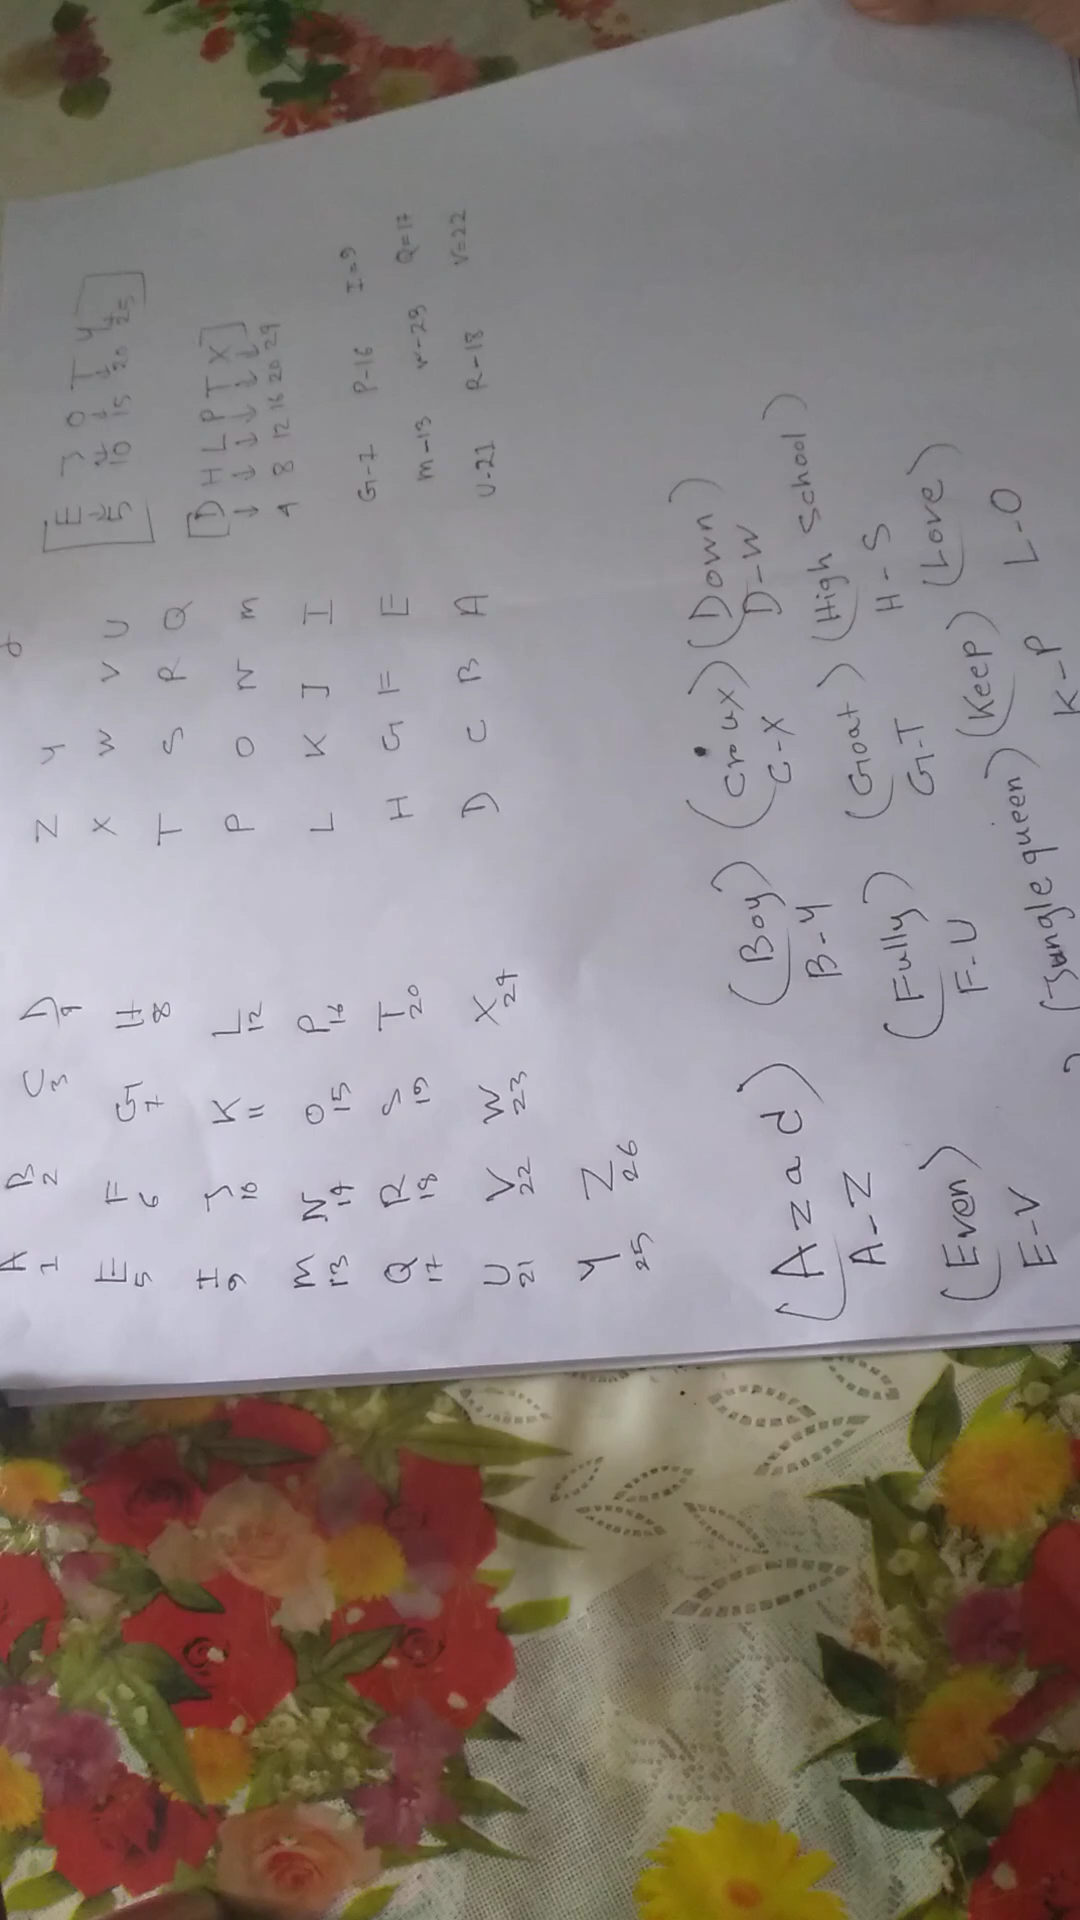 A B C D
1 2 3 4
E F G H
5 6 7 8
I J K L
9 10 11 12
M N O P
13 14 15 16
Q R S T
17 18 19 20
U V W X
21 22 23 24
Y Z
25 26
Z Y
X W V U
T S R Q
P O N M
L K J I
H G F E
D C B A
[E J O T Y]
5 10 15 20 25
[D H L P T X]
4 8 12 16 20 24
G-7 P-16 I=9
M-13 W-23 Q=17
U-21 R-18 V=22
(Azad) (Boy) (Crux) (Down)
A-Z B-Y C-X D-W
(Even) (Fully) (Goat) (High School)
E-V F-U G-T H-S
(Jungle queen) (Keep) (Love)
K-P L-O